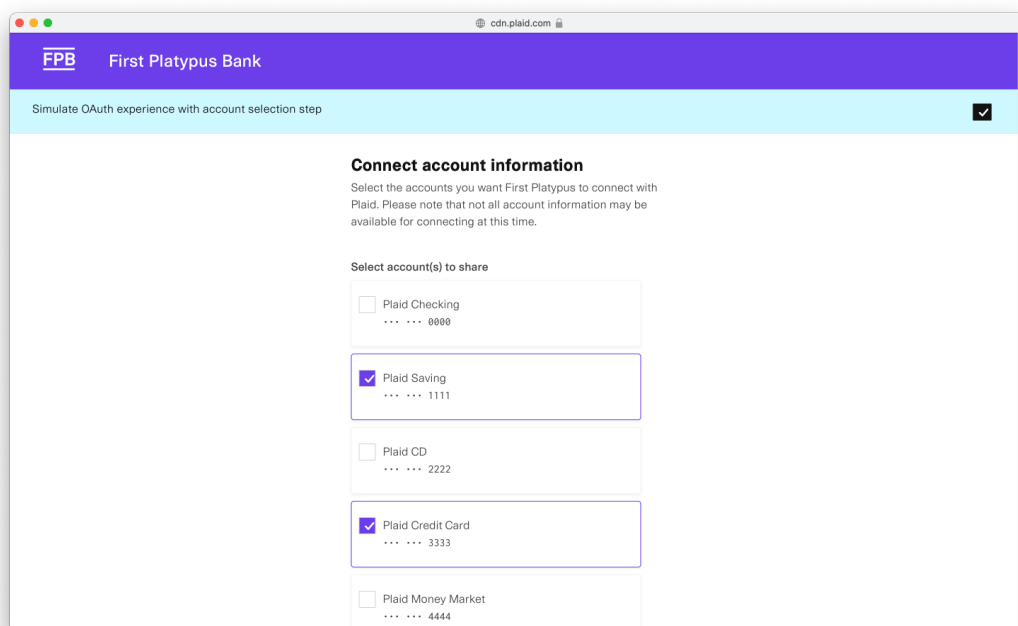 cdn.plaid.com
FPB
First Platypus Bank
Simulate OAuth experience with account selection step
Connect account information
Select the accounts you want First Platypus to connect with
Plaid. Please note that not all account information may be
available for connecting at this time.
Select account(s) to share
Plaid Checking
••• ••• 0000
Plaid Saving
••• ••• 1111
Plaid CD
••• ••• 2222
Plaid Credit Card
••• ••• 3333
Plaid Money Market
••• ••• 4444